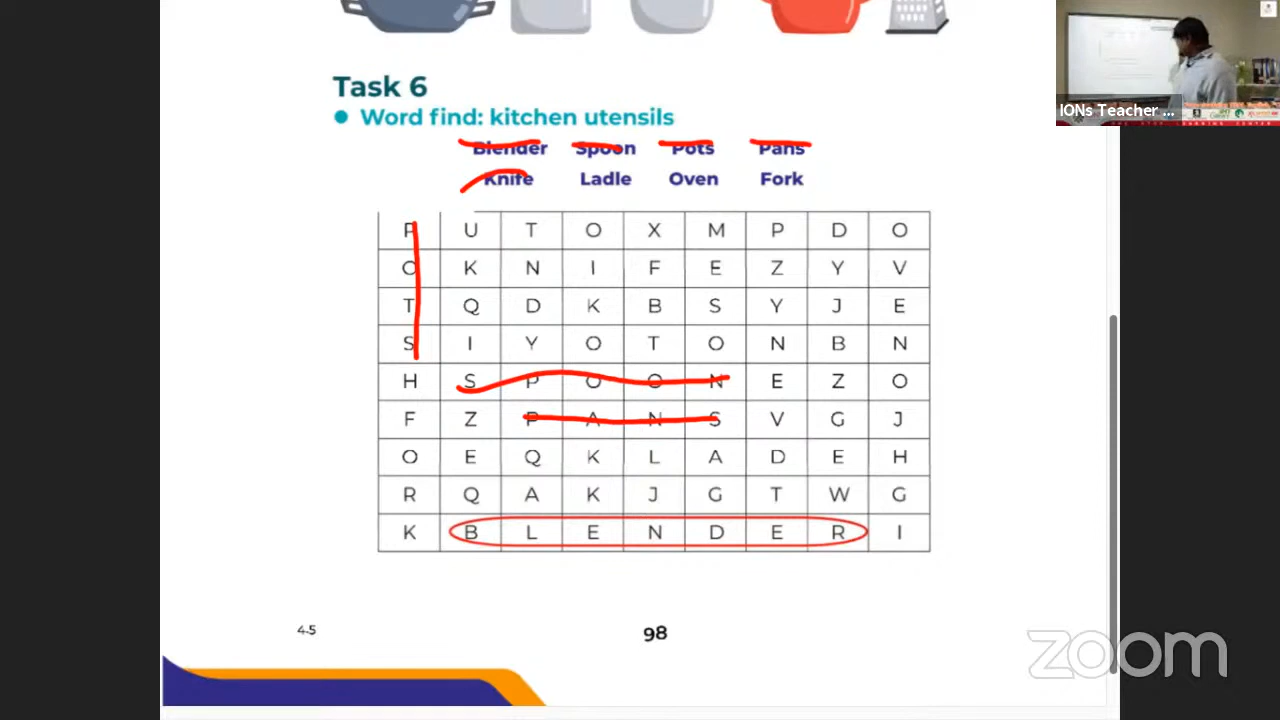 Task 6
Word find: kitchen utensils
Blender Spoon Pots Pans
Knife Ladle Oven Fork
P U T O X M P D O
O K N I F E Z Y V
T Q D K B S Y J E
S I Y O T O N B N
H S P O O N E Z O
F Z P A N S V G J
O E Q K L A D E H
R Q A K J G T W G
K B L E N D E R I
4-5
98
IONs Teacher ...
zoom